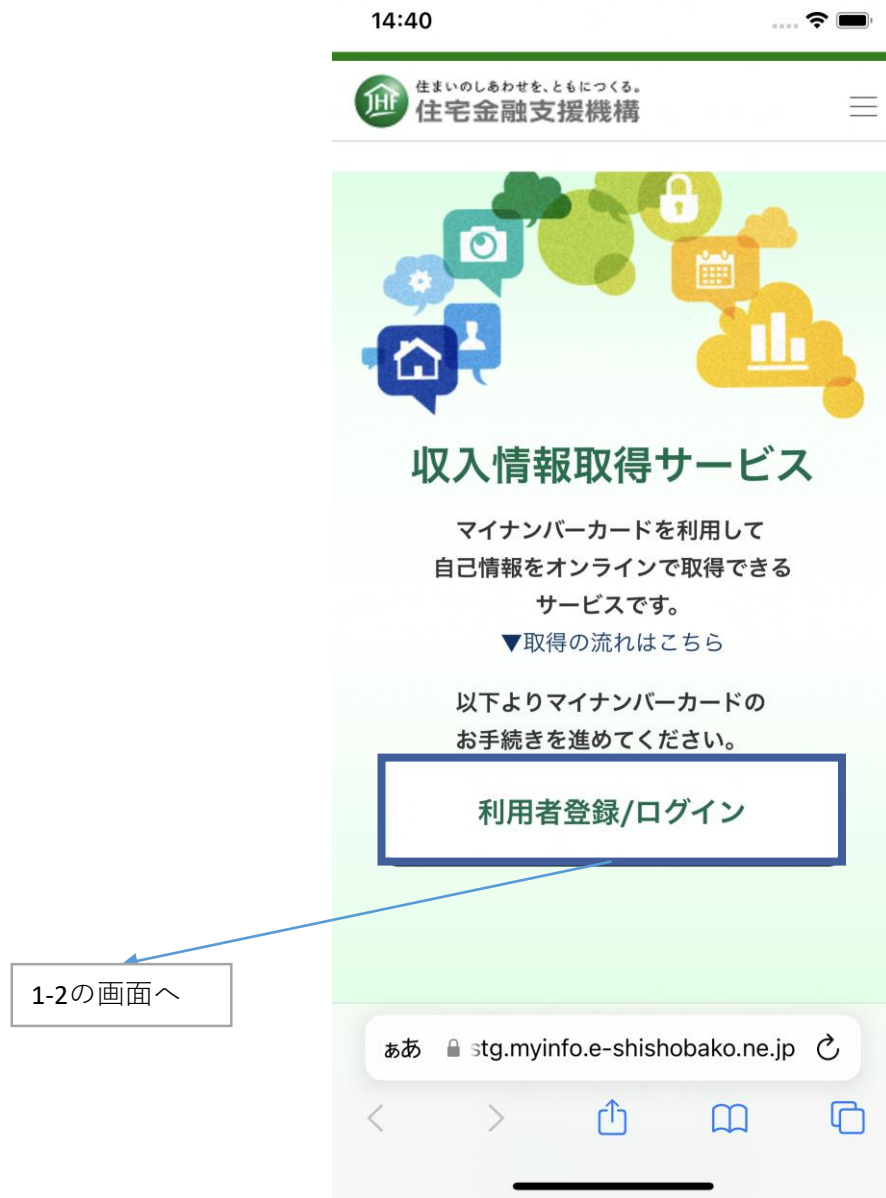 14:40
JHF
住まいのしあわせを、ともにつくる。
住宅金融支援機構
収入情報取得サービス
マイナンバーカードを利用して
自己情報をオンラインで取得できる
サービスです。
▼取得の流れはこちら
以下よりマイナンバーカードの
お手続きを進めてください。
利用者登録/ログイン
1-2の画面へ
ぁあ stg.myinfo.e-shishobako.ne.jp